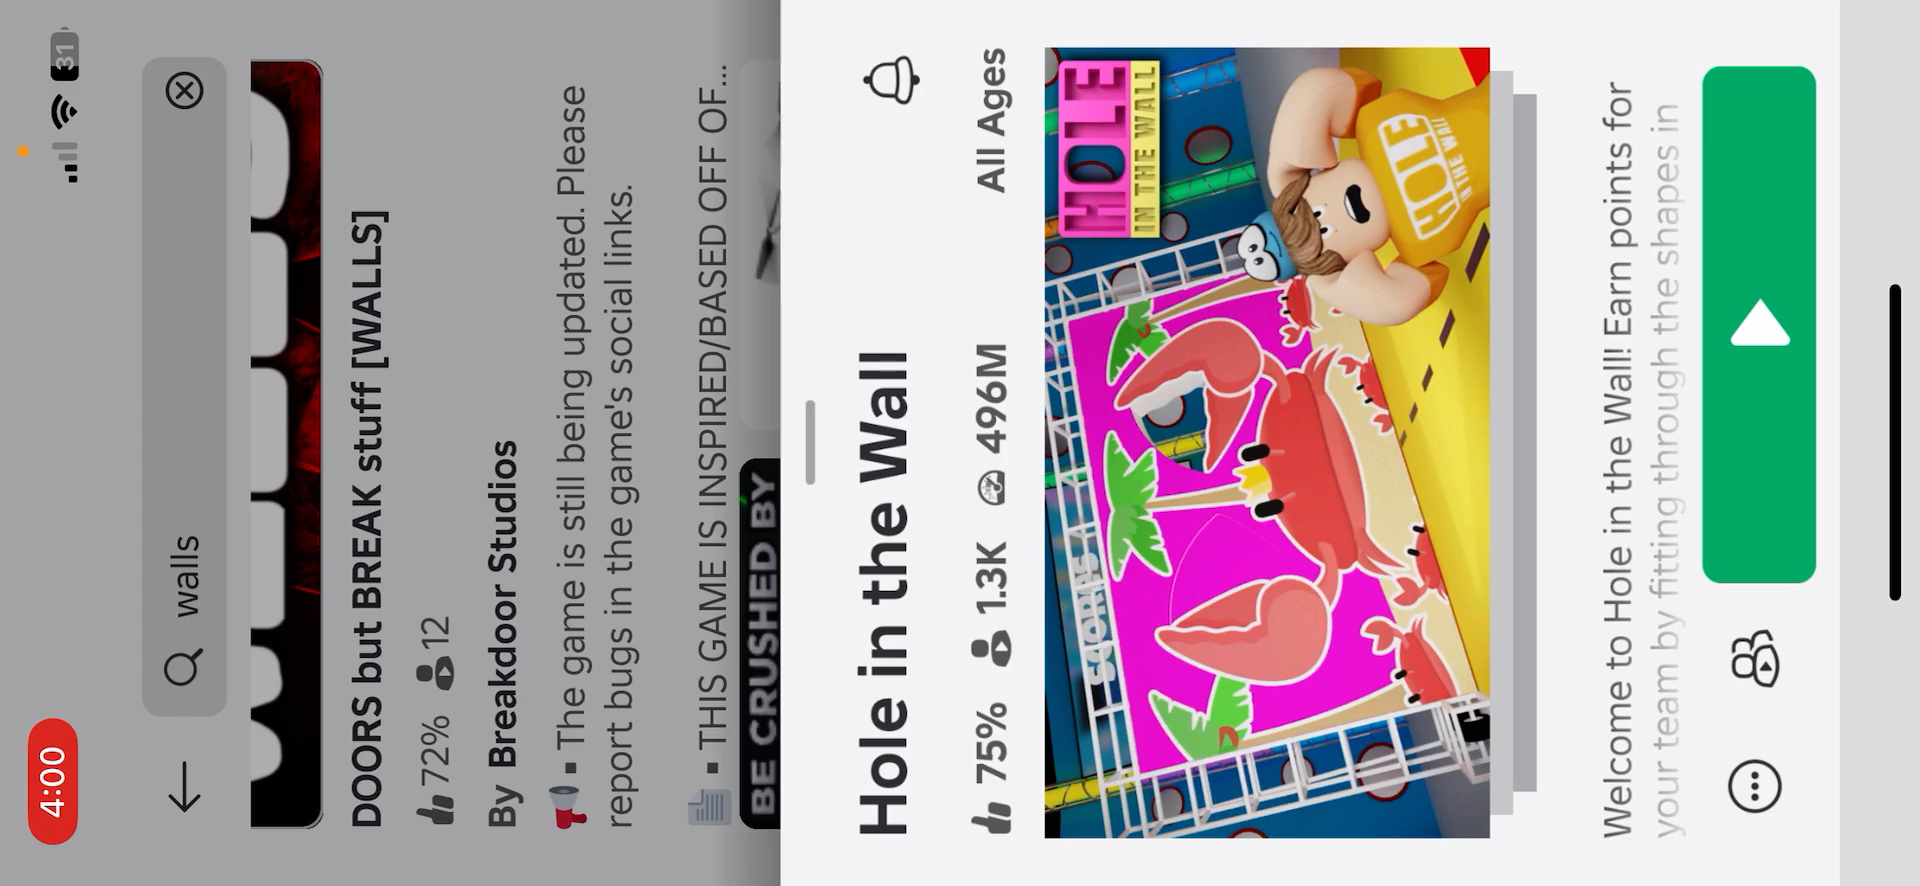 4:00
31
walls
DOORS but BREAK stuff [WALLS]
72% 12
By Breakdoor Studios
▪ The game is still being updated. Please
report bugs in the game's social links.
▪ THIS GAME IS INSPIRED/BASED OFF OF...
BE CRUSHED BY
Hole in the Wall
75% 1.3K 496M All Ages
HOLE
IN THE WALL
HOLE
IN THE WALL
Welcome to Hole in the Wall! Earn points for
your team by fitting through the shapes in